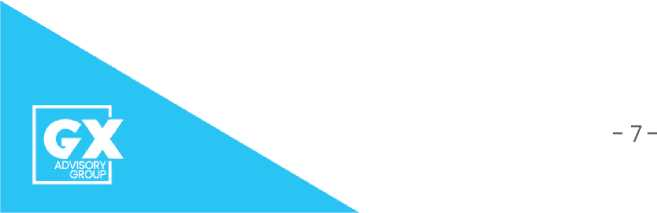 GX
ADVISORY
GROUP
- 7 -